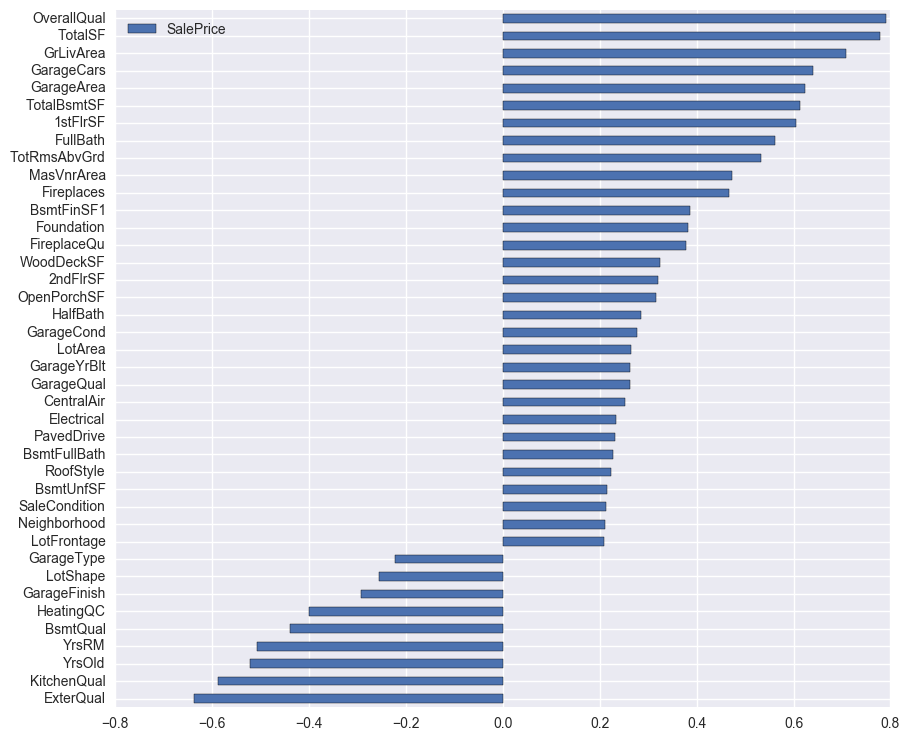 SalePrice
OverallQual
TotalSF
GrLivArea
GarageCars
GarageArea
TotalBsmtSF
1stFlrSF
FullBath
TotRmsAbvGrd
MasVnrArea
Fireplaces
BsmtFinSF1
Foundation
FireplaceQu
WoodDeckSF
2ndFlrSF
OpenPorchSF
HalfBath
GarageCond
LotArea
GarageYrBlt
GarageQual
CentralAir
Electrical
PavedDrive
BsmtFullBath
RoofStyle
BsmtUnfSF
SaleCondition
Neighborhood
LotFrontage
GarageType
LotShape
GarageFinish
HeatingQC
BsmtQual
YrsRM
YrsOld
KitchenQual
ExterQual
−0.8 −0.6 −0.4 −0.2 0.0 0.2 0.4 0.6 0.8